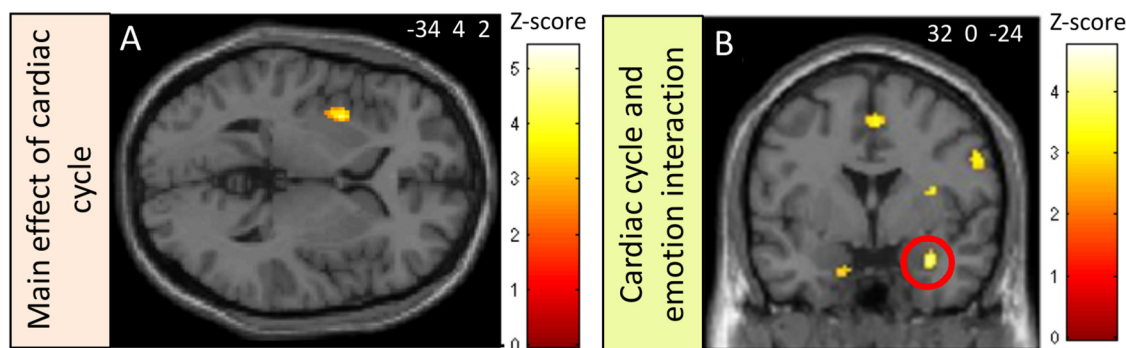 Main effect of cardiac
cycle
A
-34 4 2
Z-score
5
4
3
2
1
0
Cardiac cycle and
emotion interaction
B
32 0 -24
Z-score
4
3
2
1
0